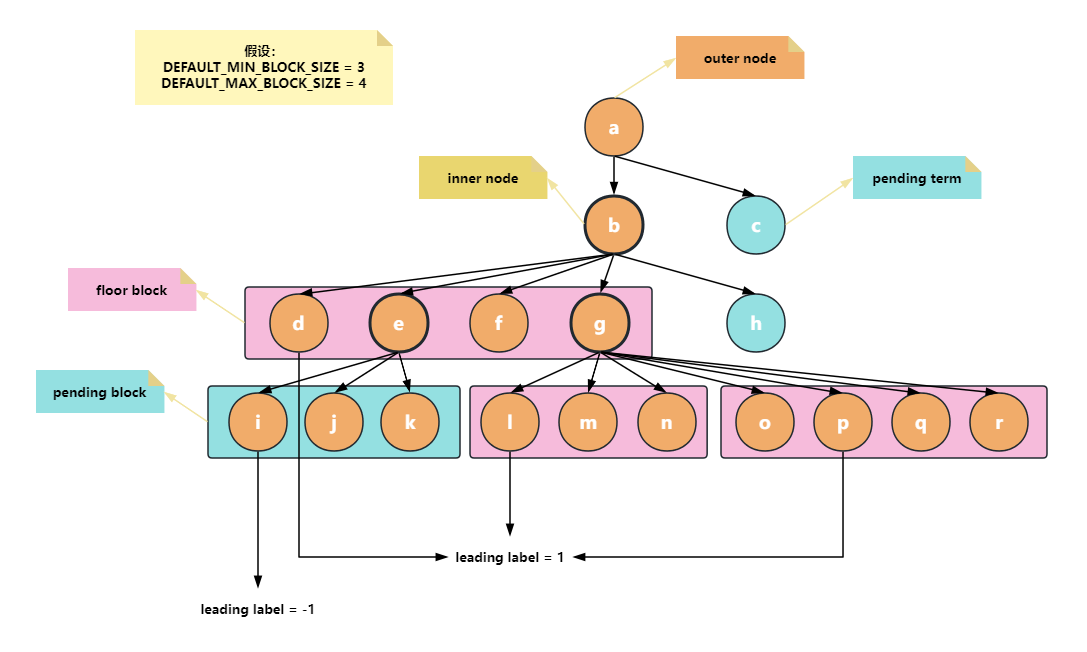 假设：
DEFAULT_MIN_BLOCK_SIZE = 3
DEFAULT_MAX_BLOCK_SIZE = 4
outer node
a
inner node
pending term
b
c
floor block
d
e
f
g
h
pending block
i
j
k
l
m
n
o
p
q
r
leading label = 1
leading label = -1